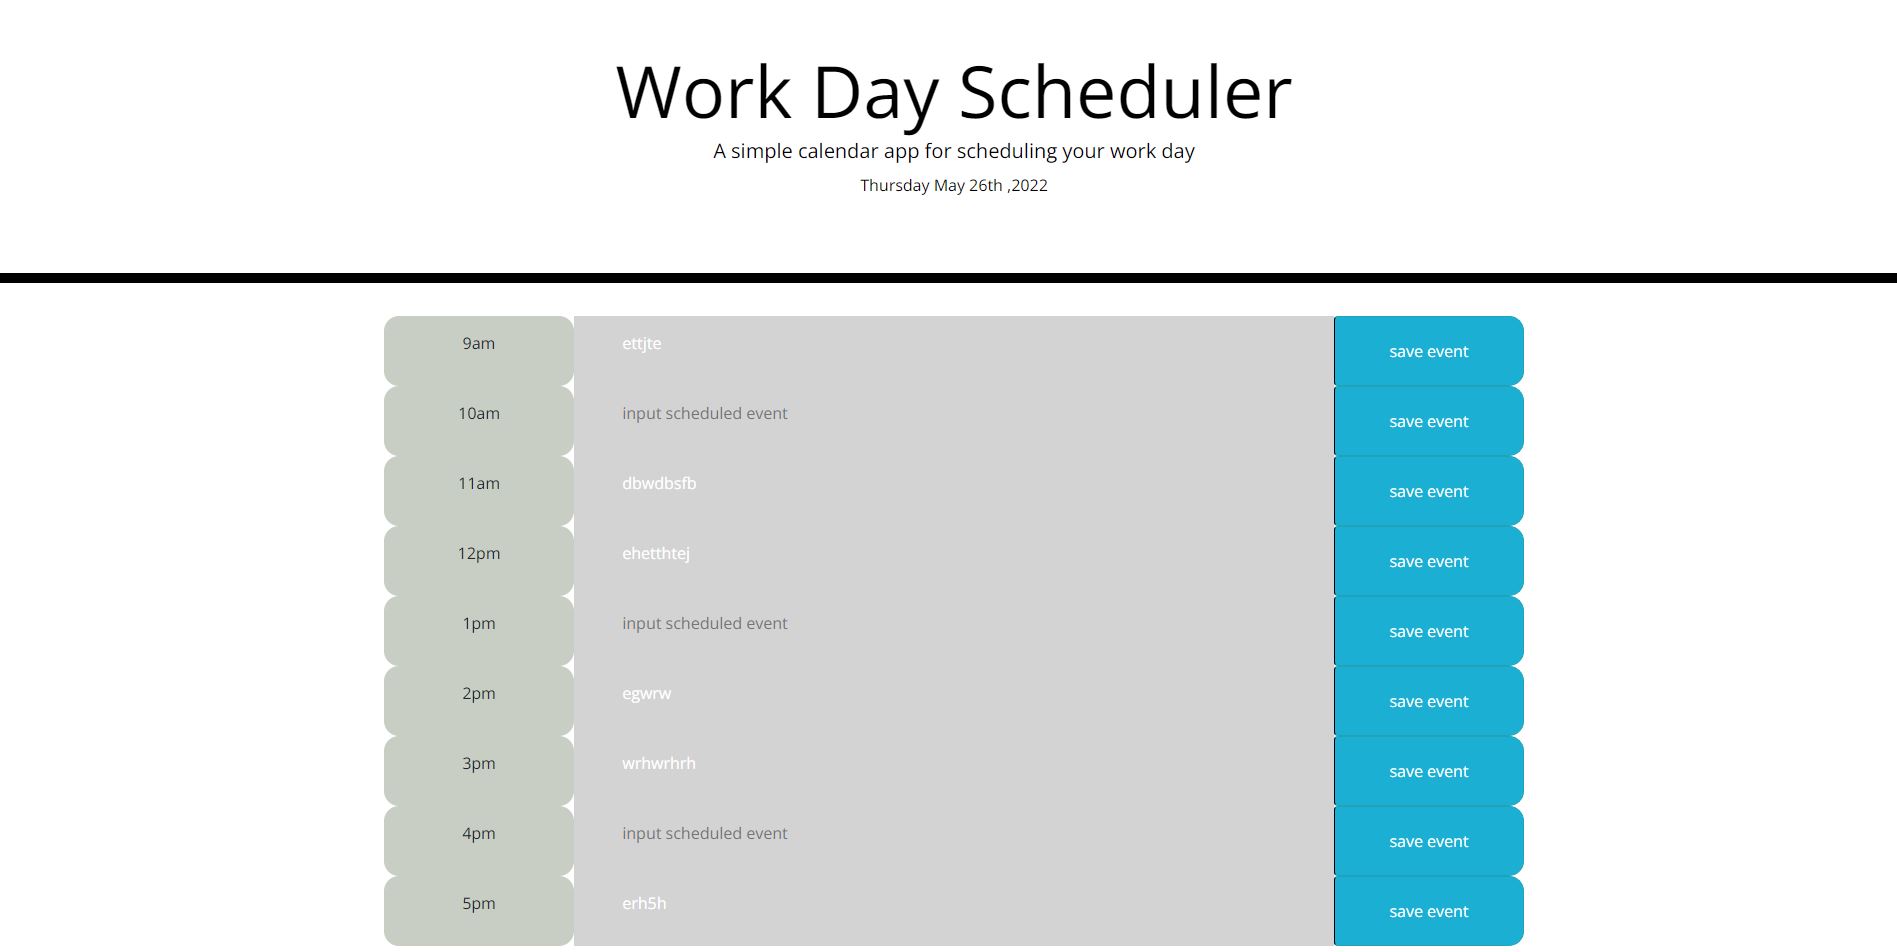 Work Day Scheduler
A simple calendar app for scheduling your work day
Thursday May 26th ,2022
9am ettjte save event
10am input scheduled event save event
11am dbwdbsfb save event
12pm ehetthtej save event
1pm input scheduled event save event
2pm egwrw save event
3pm wrhwrhrh save event
4pm input scheduled event save event
5pm erh5h save event